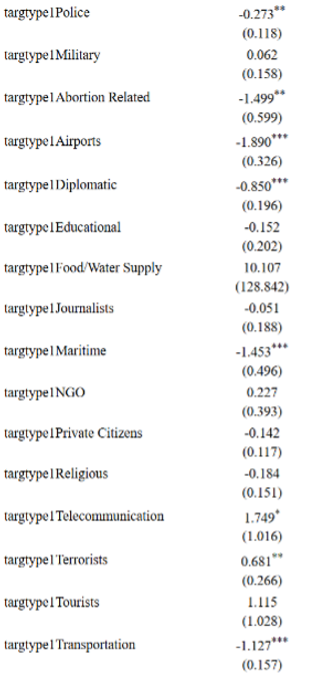 targtype1Police -0.273**
(0.118)
targtype1Military 0.062
(0.158)
targtype1Abortion Related -1.499**
(0.599)
targtype1Airports -1.890***
(0.326)
targtype1Diplomatic -0.850***
(0.196)
targtype1Educational -0.152
(0.202)
targtype1Food/Water Supply 10.107
(128.842)
targtype1Journalists -0.051
(0.188)
targtype1Maritime -1.453***
(0.496)
targtype1NGO 0.227
(0.393)
targtype1Private Citizens -0.142
(0.117)
targtype1Religious -0.184
(0.151)
targtype1Telecommunication 1.749*
(1.016)
targtype1Terrorists 0.681**
(0.266)
targtype1Tourists 1.115
(1.028)
targtype1Transportation -1.127***
(0.157)